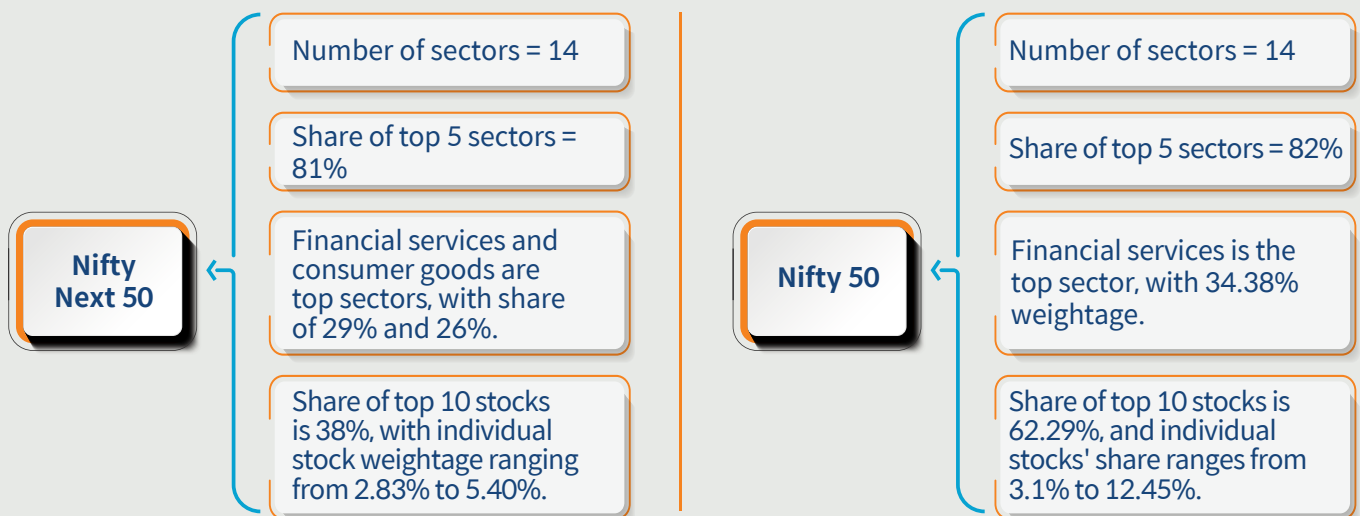 Nifty
Next 50
Number of sectors = 14
Share of top 5 sectors =
81%
Financial services and
consumer goods are
top sectors, with share
of 29% and 26%.
Share of top 10 stocks
is 38%, with individual
stock weightage ranging
from 2.83% to 5.40%.
Nifty 50
Number of sectors = 14
Share of top 5 sectors = 82%
Financial services is the
top sector, with 34.38%
weightage.
Share of top 10 stocks is
62.29%, and individual
stocks' share ranges from
3.1% to 12.45%.